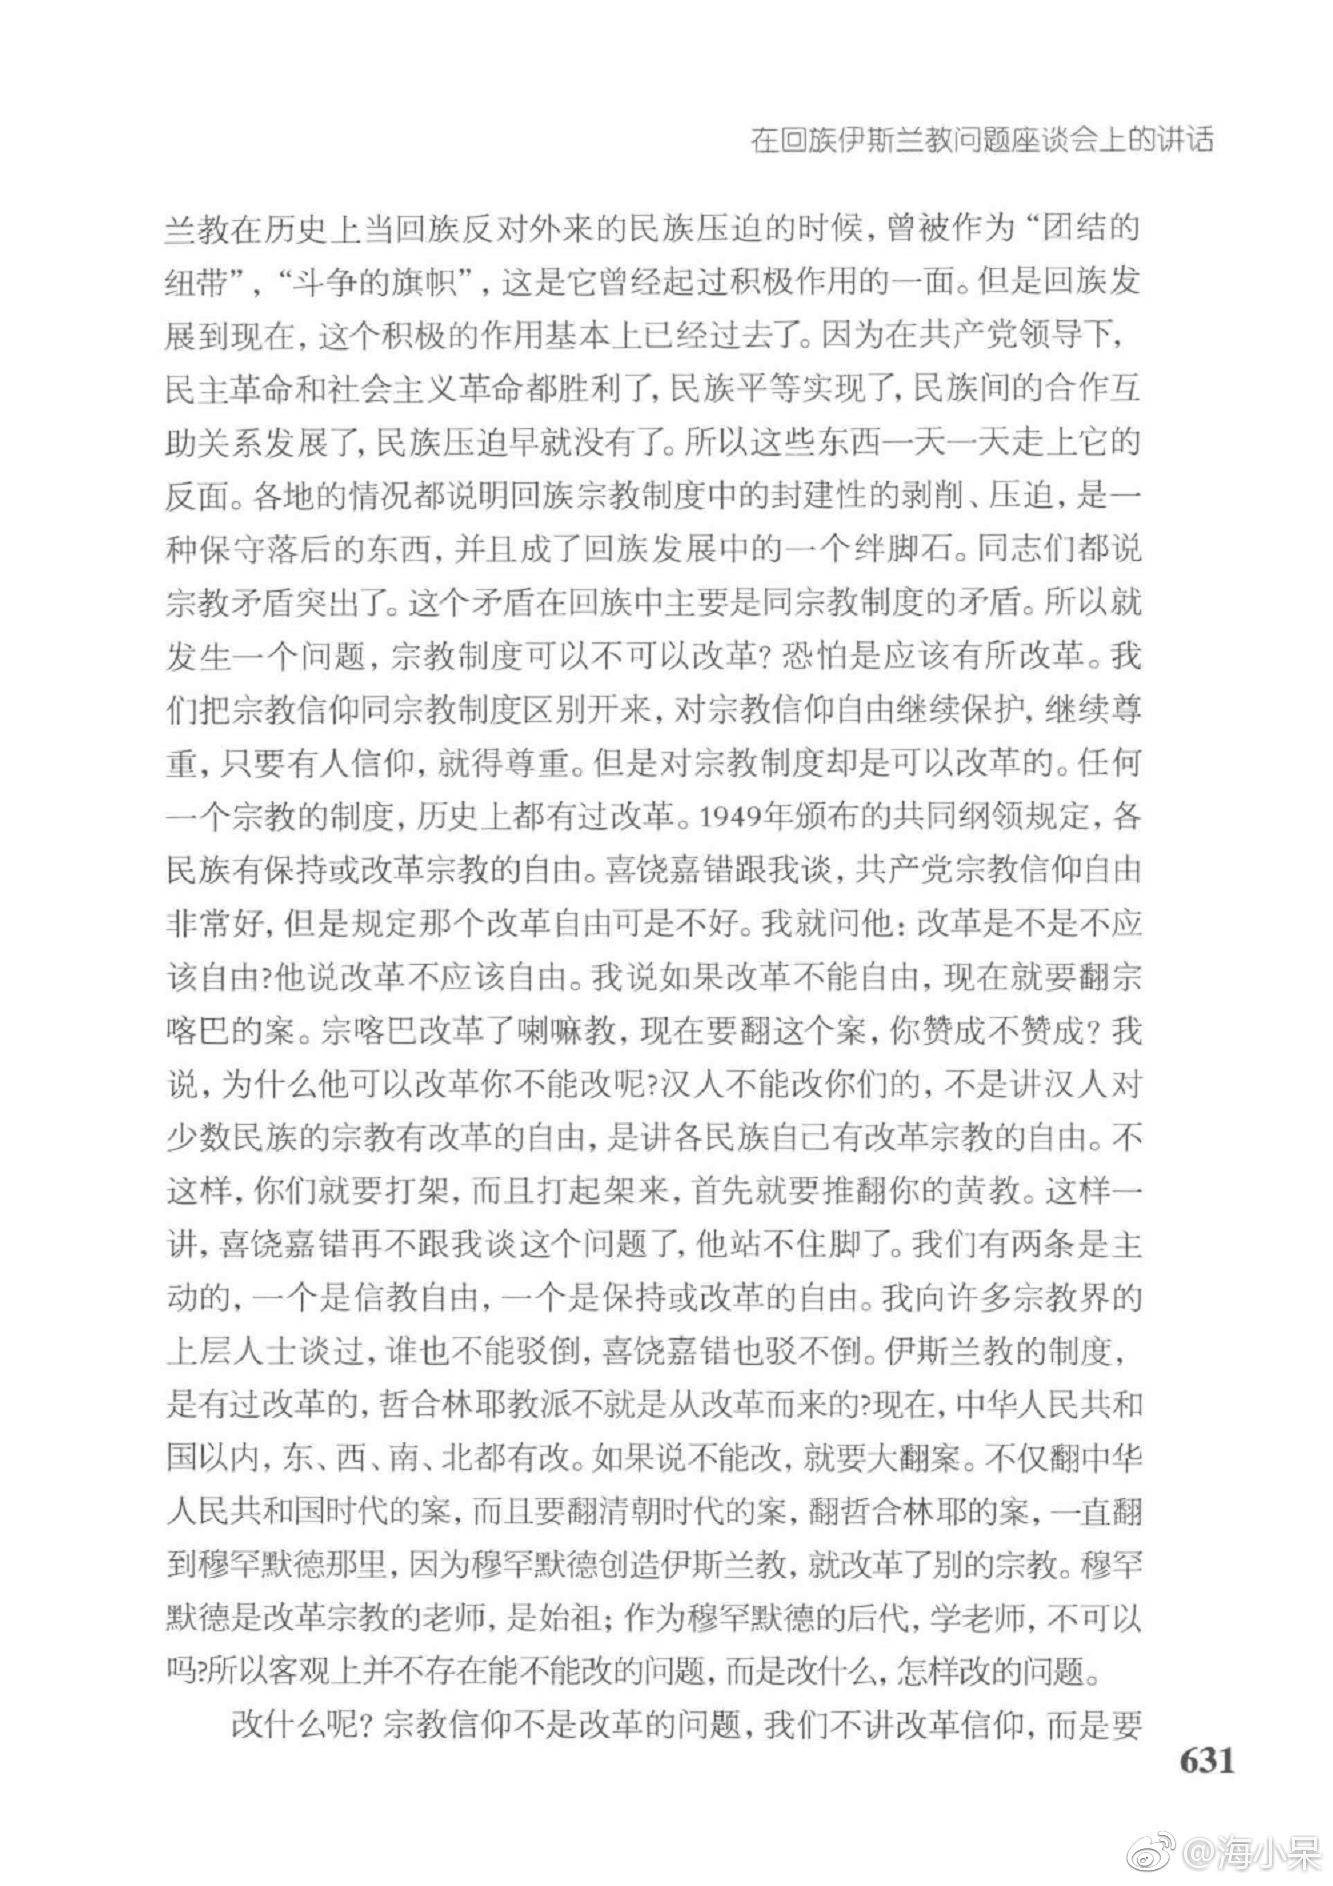 在回族伊斯兰教问题座谈会上的讲话
兰教在历史上当回族反对外来的民族压迫的时候，曾被作为“团结的
纽带”，“斗争的旗帜”，这是它曾经起过积极作用的一面。但是回族发
展到现在，这个积极的作用基本上已经过去了。因为在共产党领导下，
民主革命和社会主义革命都胜利了，民族平等实现了，民族间的合作互
助关系发展了，民族压迫早就没有了。所以这些东西一天一天走上它的
反面。各地的情况都说明回族宗教制度中的封建性的剥削、压迫，是一
种保守落后的东西，并且成了回族发展中的一个绊脚石。同志们都说
宗教矛盾突出了。这个矛盾在回族中主要是同宗教制度的矛盾。所以就
发生一个问题，宗教制度可以不可以改革？恐怕是应该有所改革。我
们把宗教信仰同宗教制度区别开来，对宗教信仰自由继续保护，继续尊
重，只要有人信仰，就得尊重。但是对宗教制度却是可以改革的。任何
一个宗教的制度，历史上都有过改革。1949年颁布的共同纲领规定，各
民族有保持或改革宗教的自由。喜饶嘉错跟我谈，共产党宗教信仰自由
非常好，但是规定那个改革自由可是不好。我就问他：改革是不是不应
该自由？他说改革不应该自由。我说如果改革不能自由，现在就要翻宗
喀巴的案。宗喀巴改革了喇嘛教，现在要翻这个案，你赞成不赞成？我
说，为什么他可以改革你不能改呢？汉人不能改你们的，不是讲汉人对
少数民族的宗教有改革的自由，是讲各民族自己有改革宗教的自由。不
这样，你们就要打架，而且打起架来，首先就要推翻你的黄教。这样一
讲，喜饶嘉错再不跟我谈这个问题了，他站不住脚了。我们有两条是主
动的，一个是信教自由，一个是保持或改革的自由。我向许多宗教界的
上层人士谈过，谁也不能驳倒，喜饶嘉错也驳不倒。伊斯兰教的制度，
是有过改革的，哲合林耶教派不就是从改革而来的？现在，中华人民共和
国以内，东、西、南、北都有改。如果说不能改，就要大翻案。不仅翻中华
人民共和国时代的案，而且要翻清朝时代的案，翻哲合林耶的案，一直翻
到穆罕默德那里，因为穆罕默德创造伊斯兰教，就改革了别的宗教。穆罕
默德是改革宗教的老师，是始祖；作为穆罕默德的后代，学老师，不可以
吗？所以客观上并不存在能不能改的问题，而是改什么，怎样改的问题。
改什么呢？宗教信仰不是改革的问题，我们不讲改革信仰，而是要
631
@海小呆